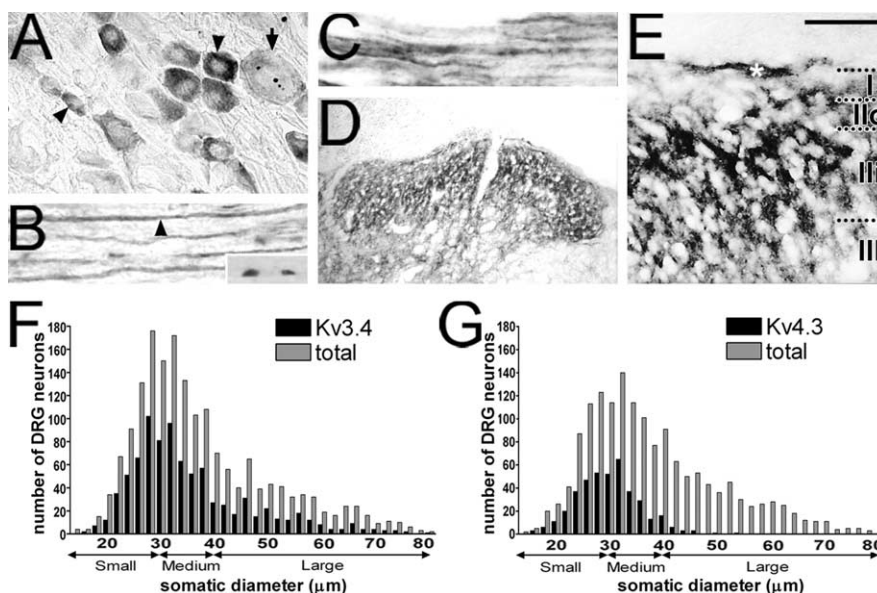 A
B
C
D
E
I
III
F
Kv3.4
total
number of DRG neurons
180
160
140
120
100
80
60
40
20
0
20 30 40 50 60 70 80
Small Medium Large
somatic diameter (μm)
G
Kv4.3
total
number of DRG neurons
180
160
140
120
100
80
60
40
20
0
20 30 40 50 60 70 80
Small Medium Large
somatic diameter (μm)